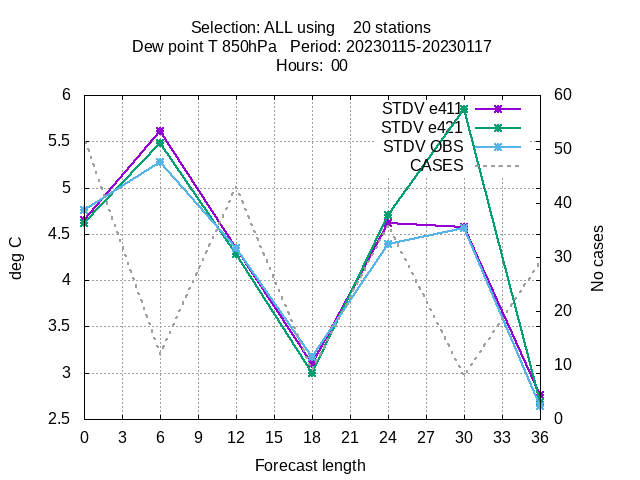 Selection: ALL using    20 stations
Dew point T 850hPa   Period: 20230115-20230117
Hours:  00
STDV e411
STDV e421
STDV OBS
CASES
6
5.5
5
4.5
4
3.5
3
2.5
deg C
60
50
40
30
20
10
0
No cases
0 3 6 9 12 15 18 21 24 27 30 33 36
Forecast length